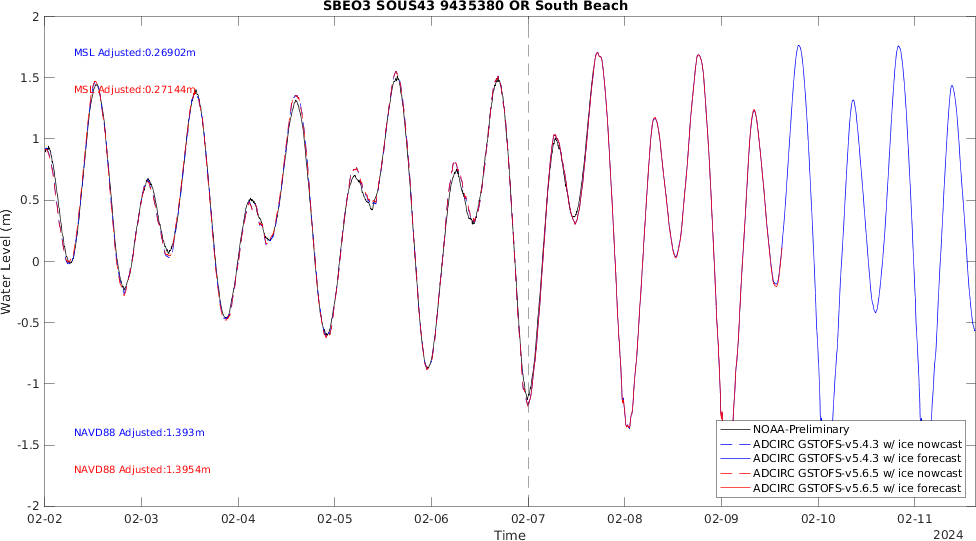 SBEO3 SOUS43 9435380 OR South Beach
2
1.5
1
0.5
0
-0.5
-1
-1.5
-2
Water Level (m)
MSL Adjusted:0.26902m
MSL Adjusted:0.27144m
NAVD88 Adjusted:1.393m
NAVD88 Adjusted:1.3954m
NOAA-Preliminary
ADCIRC GSTOFS-v5.4.3 w/ ice nowcast
ADCIRC GSTOFS-v5.4.3 w/ ice forecast
ADCIRC GSTOFS-v5.6.5 w/ ice nowcast
ADCIRC GSTOFS-v5.6.5 w/ ice forecast
02-02 02-03 02-04 02-05 02-06 02-07 02-08 02-09 02-10 02-11
Time
2024